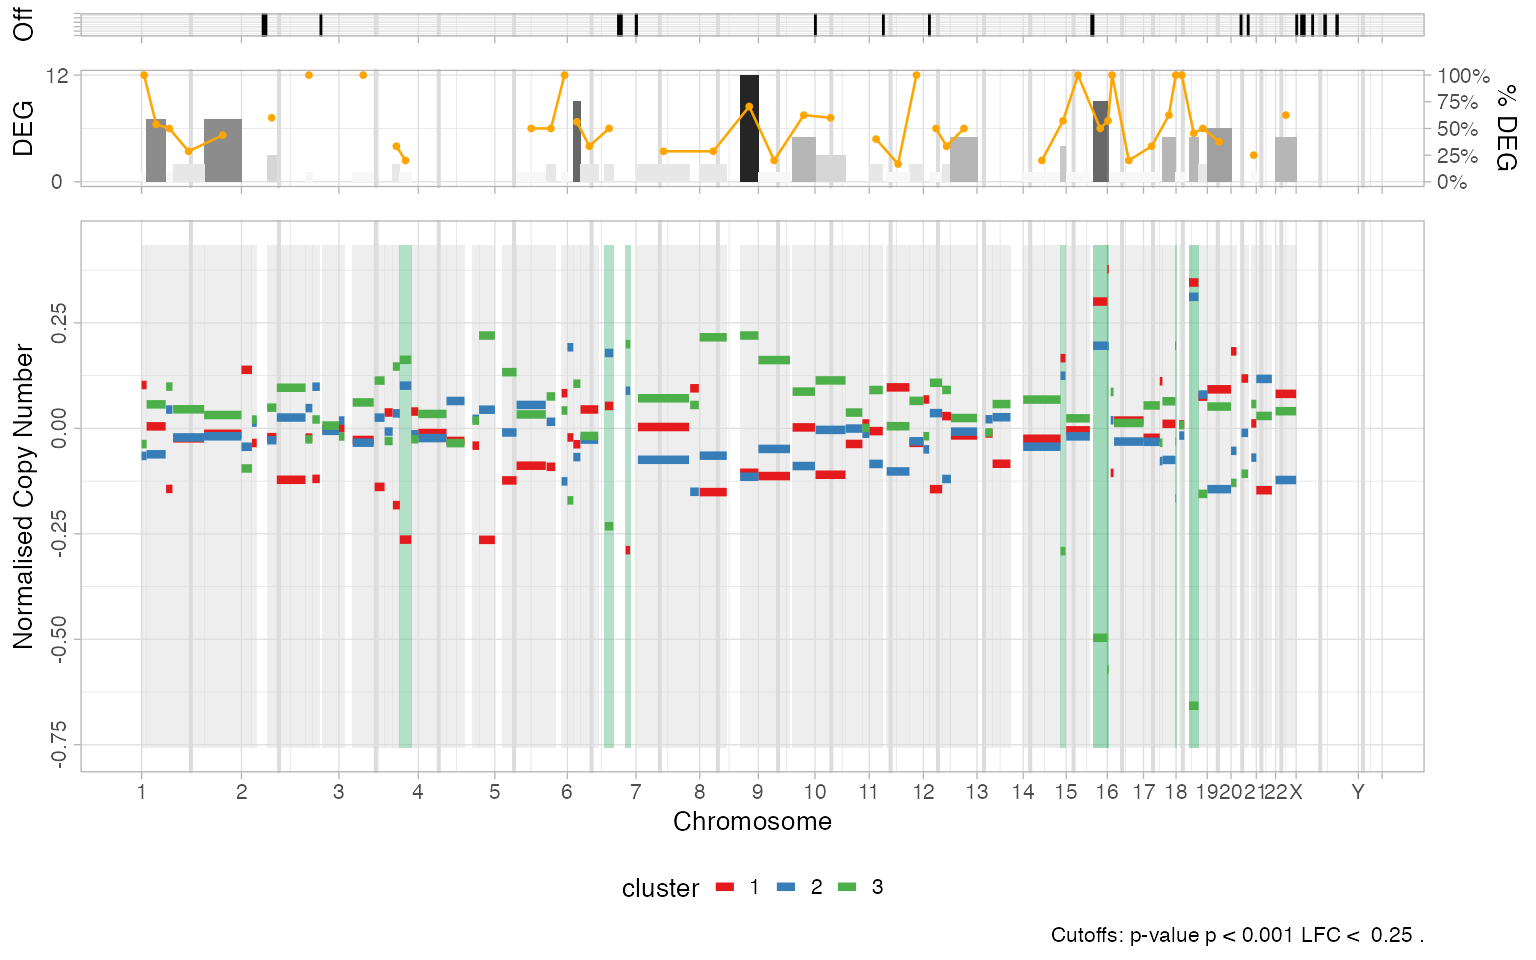 Off
DEG
12
0
100%
75%
50%
25%
0%
% DEG
Normalised Copy Number
0.25
0.00
-0.25
-0.50
-0.75
1 2 3 4 5 6 7 8 9 10 11 12 13 14 15 16 17 18 19 20 21 22 X Y
Chromosome
cluster 1 2 3
Cutoffs: p-value p < 0.001 LFC < 0.25 .